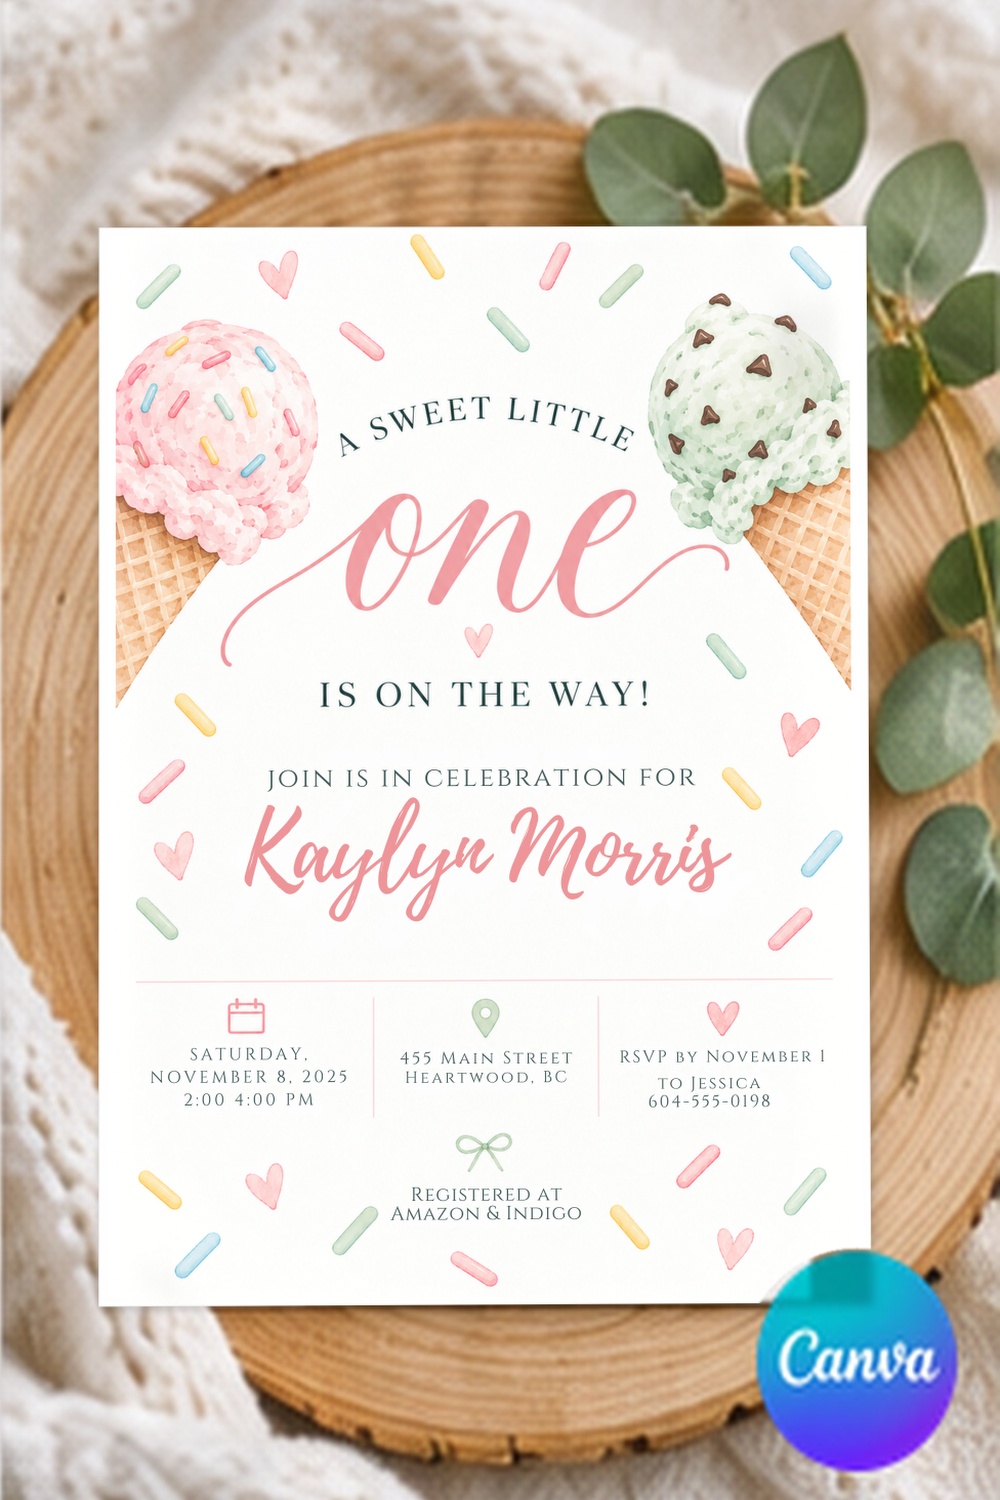 A SWEET LITTLE
one
IS ON THE WAY!
JOIN IS IN CELEBRATION FOR
Kaylyn Morris
SATURDAY,
NOVEMBER 8, 2025
2:00 4:00 PM
455 MAIN STREET
HEARTWOOD, BC
RSVP BY NOVEMBER 1
TO JESSICA
604-555-0198
REGISTERED AT
AMAZON & INDIGO
Canva